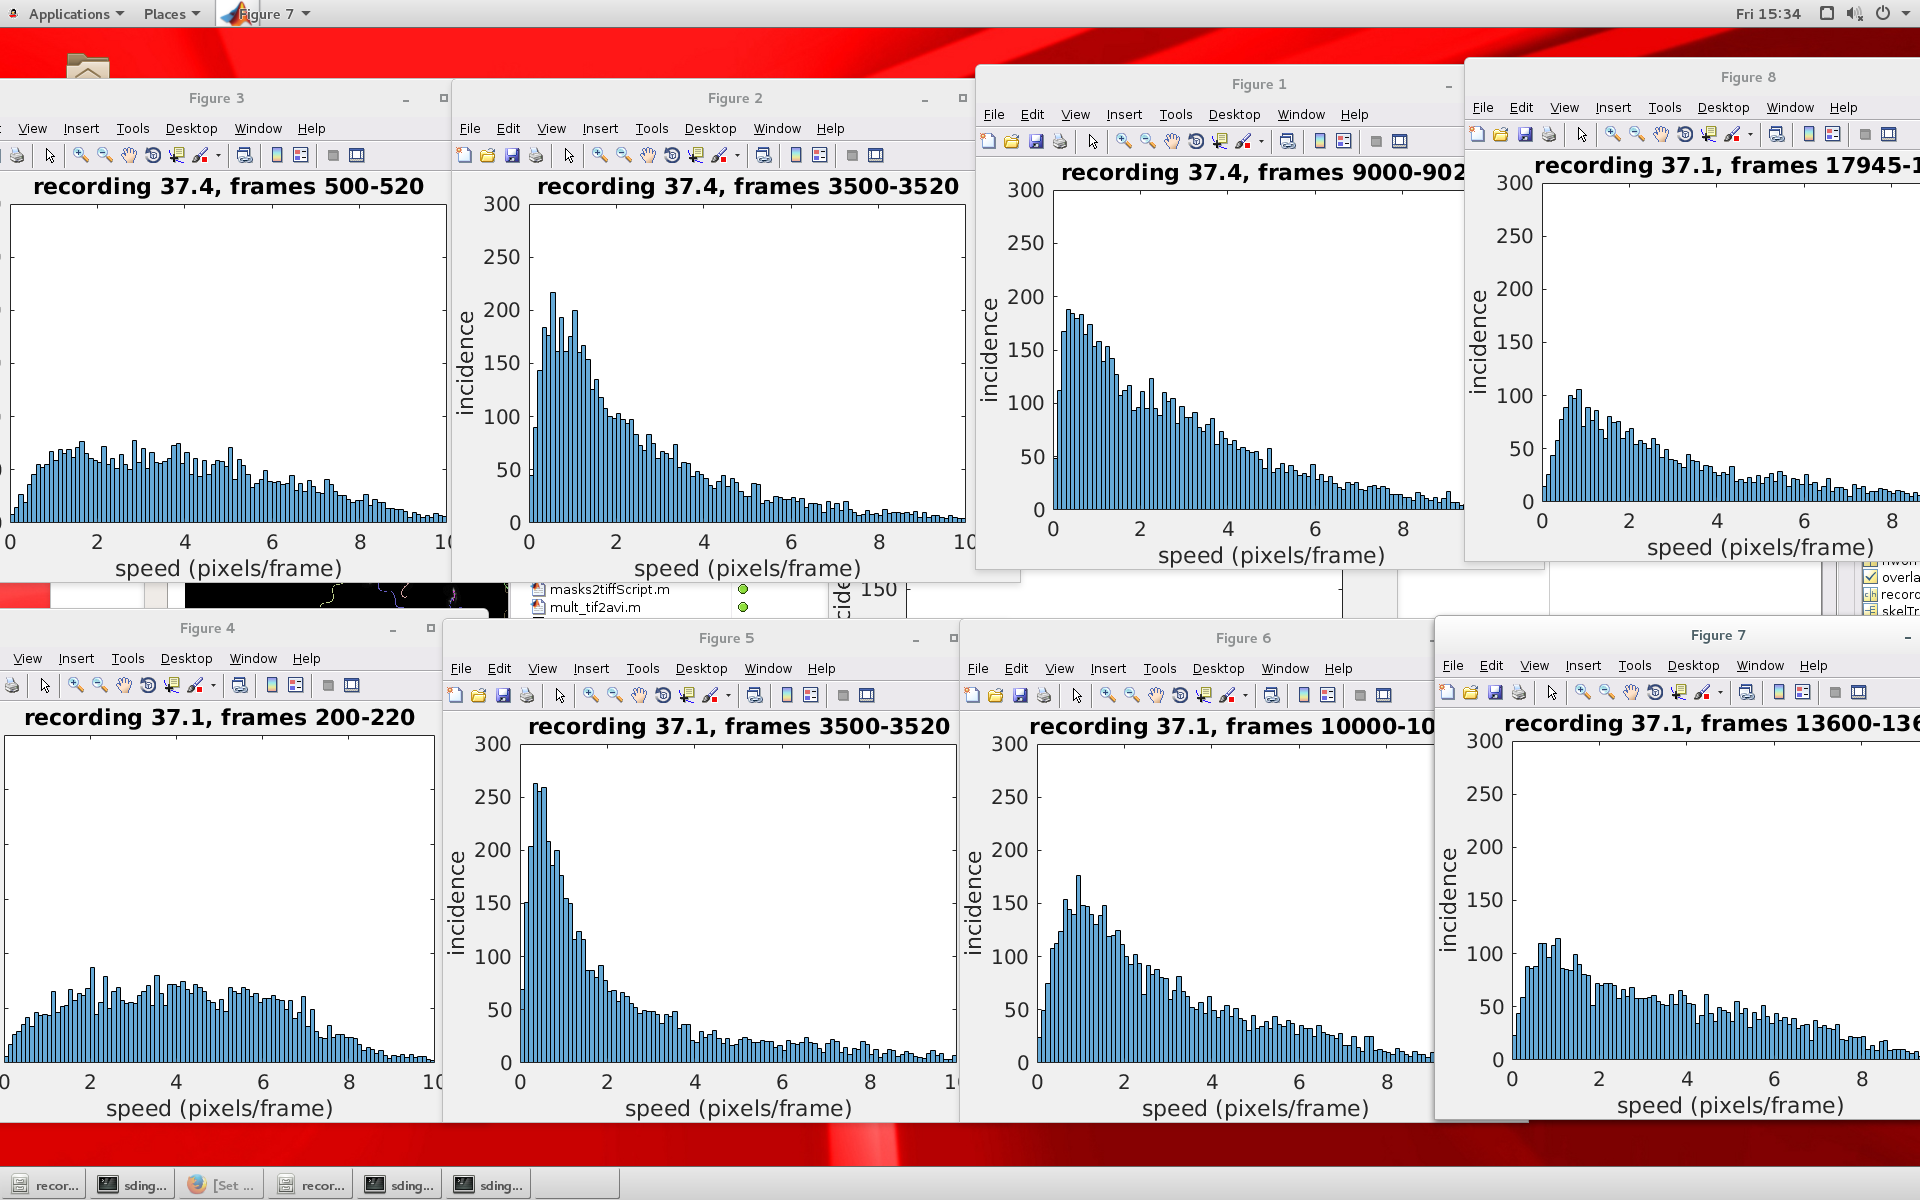 Applications Places Figure 7 Fri 15:34
Figure 3
View Insert Tools Desktop Window Help
recording 37.4, frames 500-520
0 2 4 6 8 10
speed (pixels/frame)
Figure 2
File Edit View Insert Tools Desktop Window Help
recording 37.4, frames 3500-3520
300
250
200
150
100
50
0
incidence
0 2 4 6 8 10
speed (pixels/frame)
Figure 1
File Edit View Insert Tools Desktop Window Help
recording 37.4, frames 9000-902
300
250
200
150
100
50
0
incidence
0 2 4 6 8
speed (pixels/frame)
Figure 8
File Edit View Insert Tools Desktop Window Help
recording 37.1, frames 17945-1
300
250
200
150
100
50
0
incidence
0 2 4 6 8
speed (pixels/frame)
masks2tiffScript.m
mult_tif2avi.m
150
overla
record
skelTr
Figure 4
View Insert Tools Desktop Window Help
recording 37.1, frames 200-220
0 2 4 6 8 10
speed (pixels/frame)
Figure 5
File Edit View Insert Tools Desktop Window Help
recording 37.1, frames 3500-3520
300
250
200
150
100
50
0
incidence
0 2 4 6 8 1
speed (pixels/frame)
Figure 6
File Edit View Insert Tools Desktop Window Help
recording 37.1, frames 10000-10
300
250
200
150
100
50
0
incidence
0 2 4 6 8
speed (pixels/frame)
Figure 7
File Edit View Insert Tools Desktop Window Help
recording 37.1, frames 13600-136
300
250
200
150
100
50
0
incidence
0 2 4 6 8
speed (pixels/frame)
recor... sding... [Set ... recor... sding... sding...